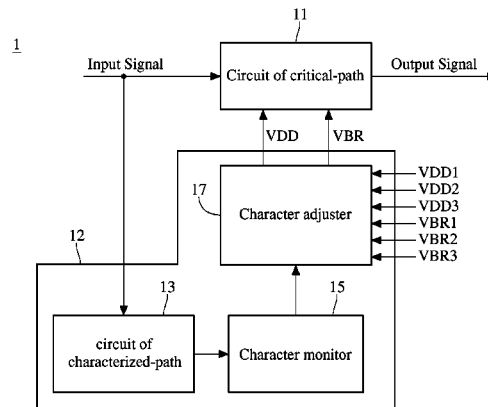 1
11
Input Signal
Circuit of critical-path
Output Signal
VDD
VBR
17
Character adjuster
VDD1
VDD2
VDD3
VBR1
VBR2
VBR3
12
13
circuit of
characterized-path
15
Character monitor